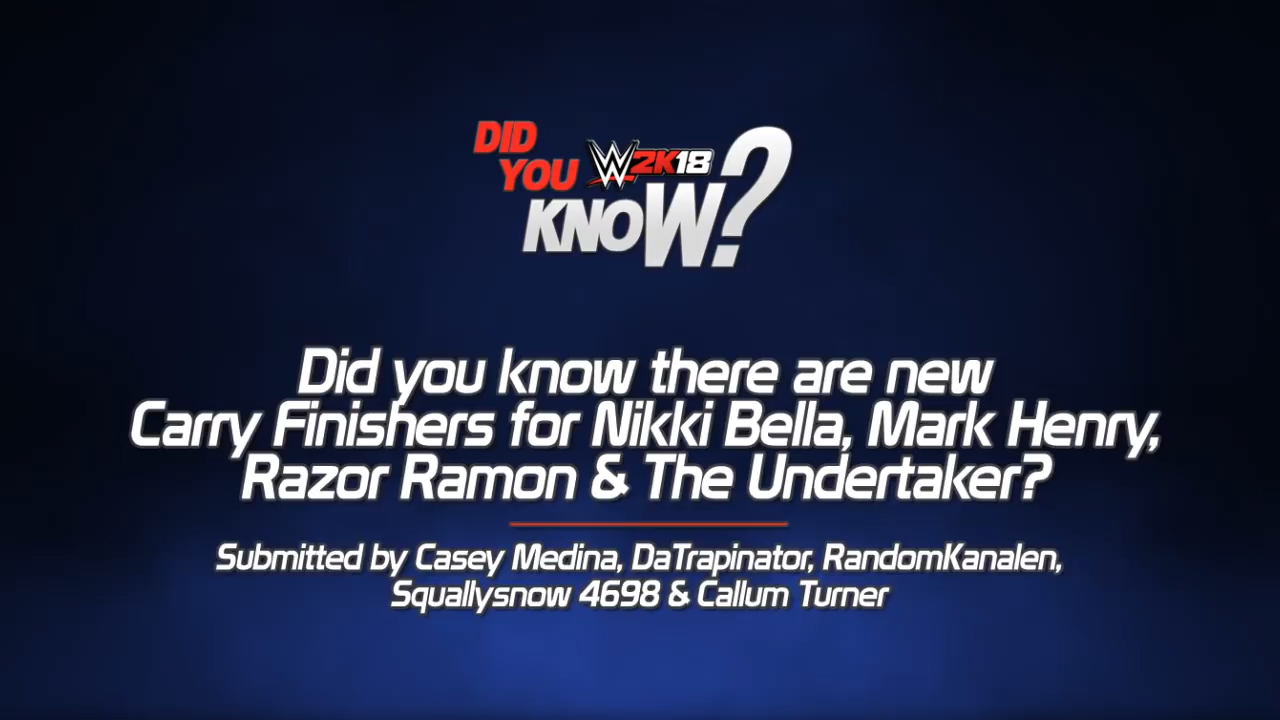 DID
YOU W 2K18
KNOW?
Did you know there are new
Carry Finishers for Nikki Bella, Mark Henry,
Razor Ramon & The Undertaker?
Submitted by Casey Medina, DaTrapinator, RandomKanalen,
Squallysnow 4698 & Callum Turner